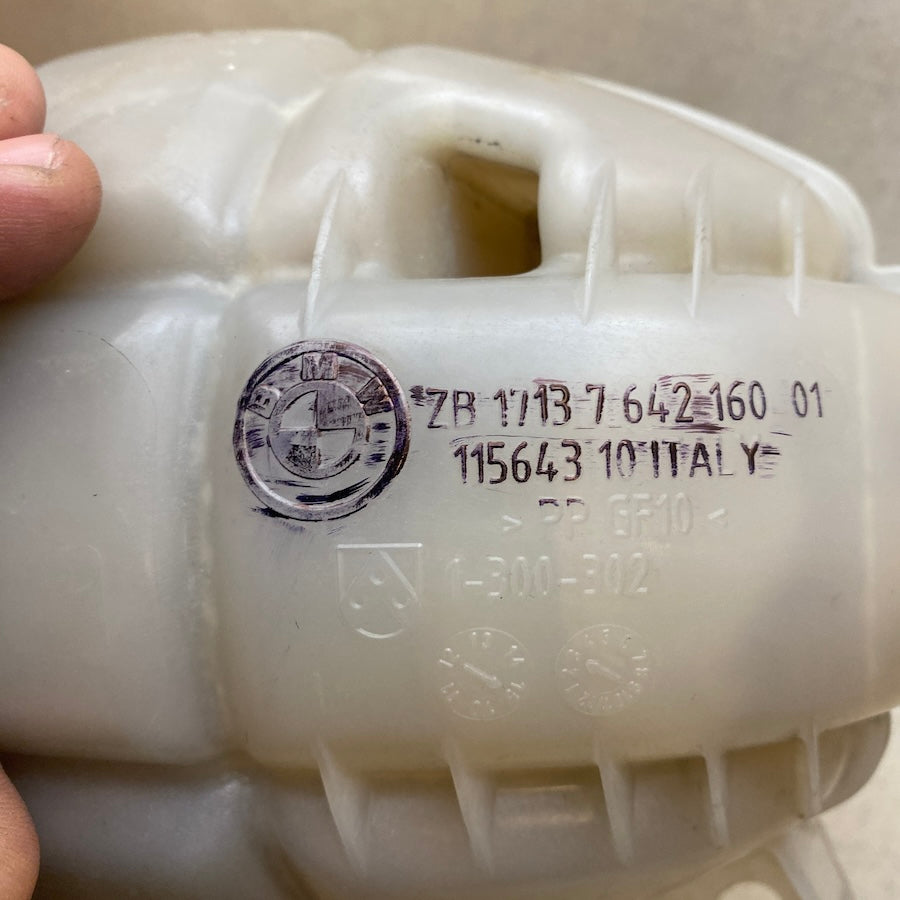 BMW
ZB 1713 7 642 160 01
115643 10 ITALY
> PP GF10 <
1-300-302